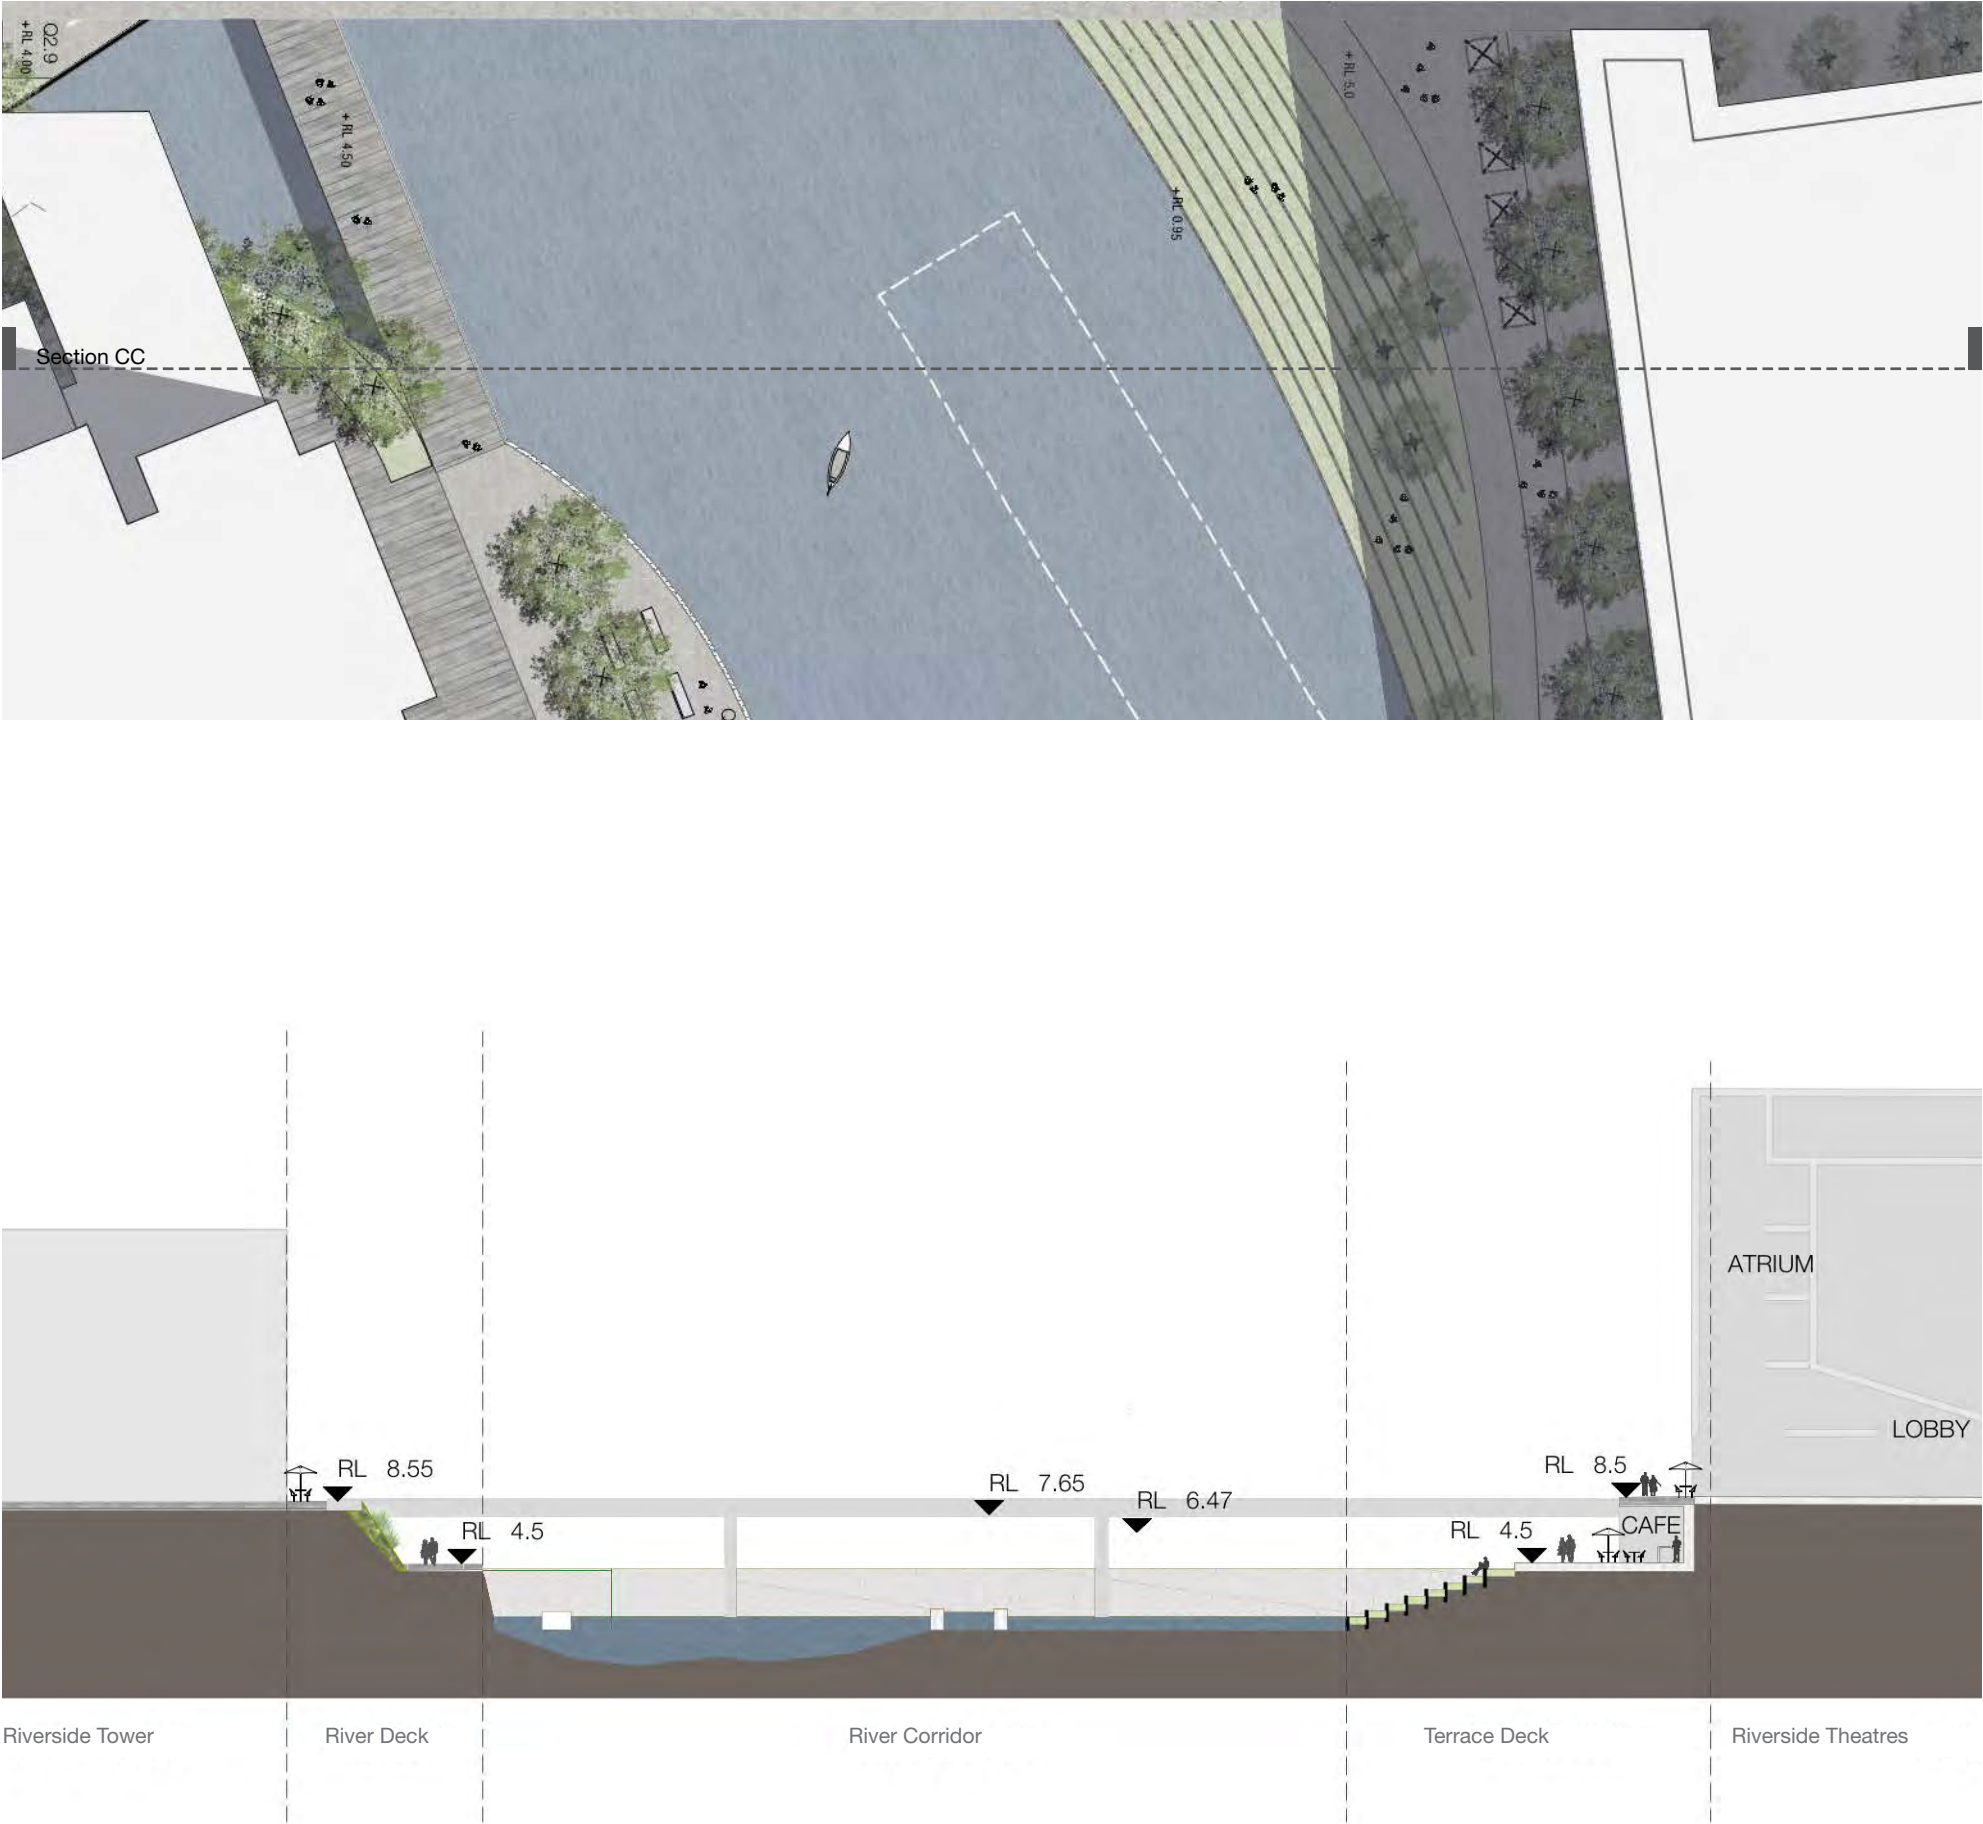 Q2.9
+ RL 4.00
+ RL 4.50
+ RL 0.95
+ RL 5.0
Section CC
Q
ATRIUM
LOBBY
RL 8.55
RL 4.5
RL 7.65
RL 6.47
RL 8.5
RL 4.5
CAFE
Riverside Tower
River Deck
River Corridor
Terrace Deck
Riverside Theatres